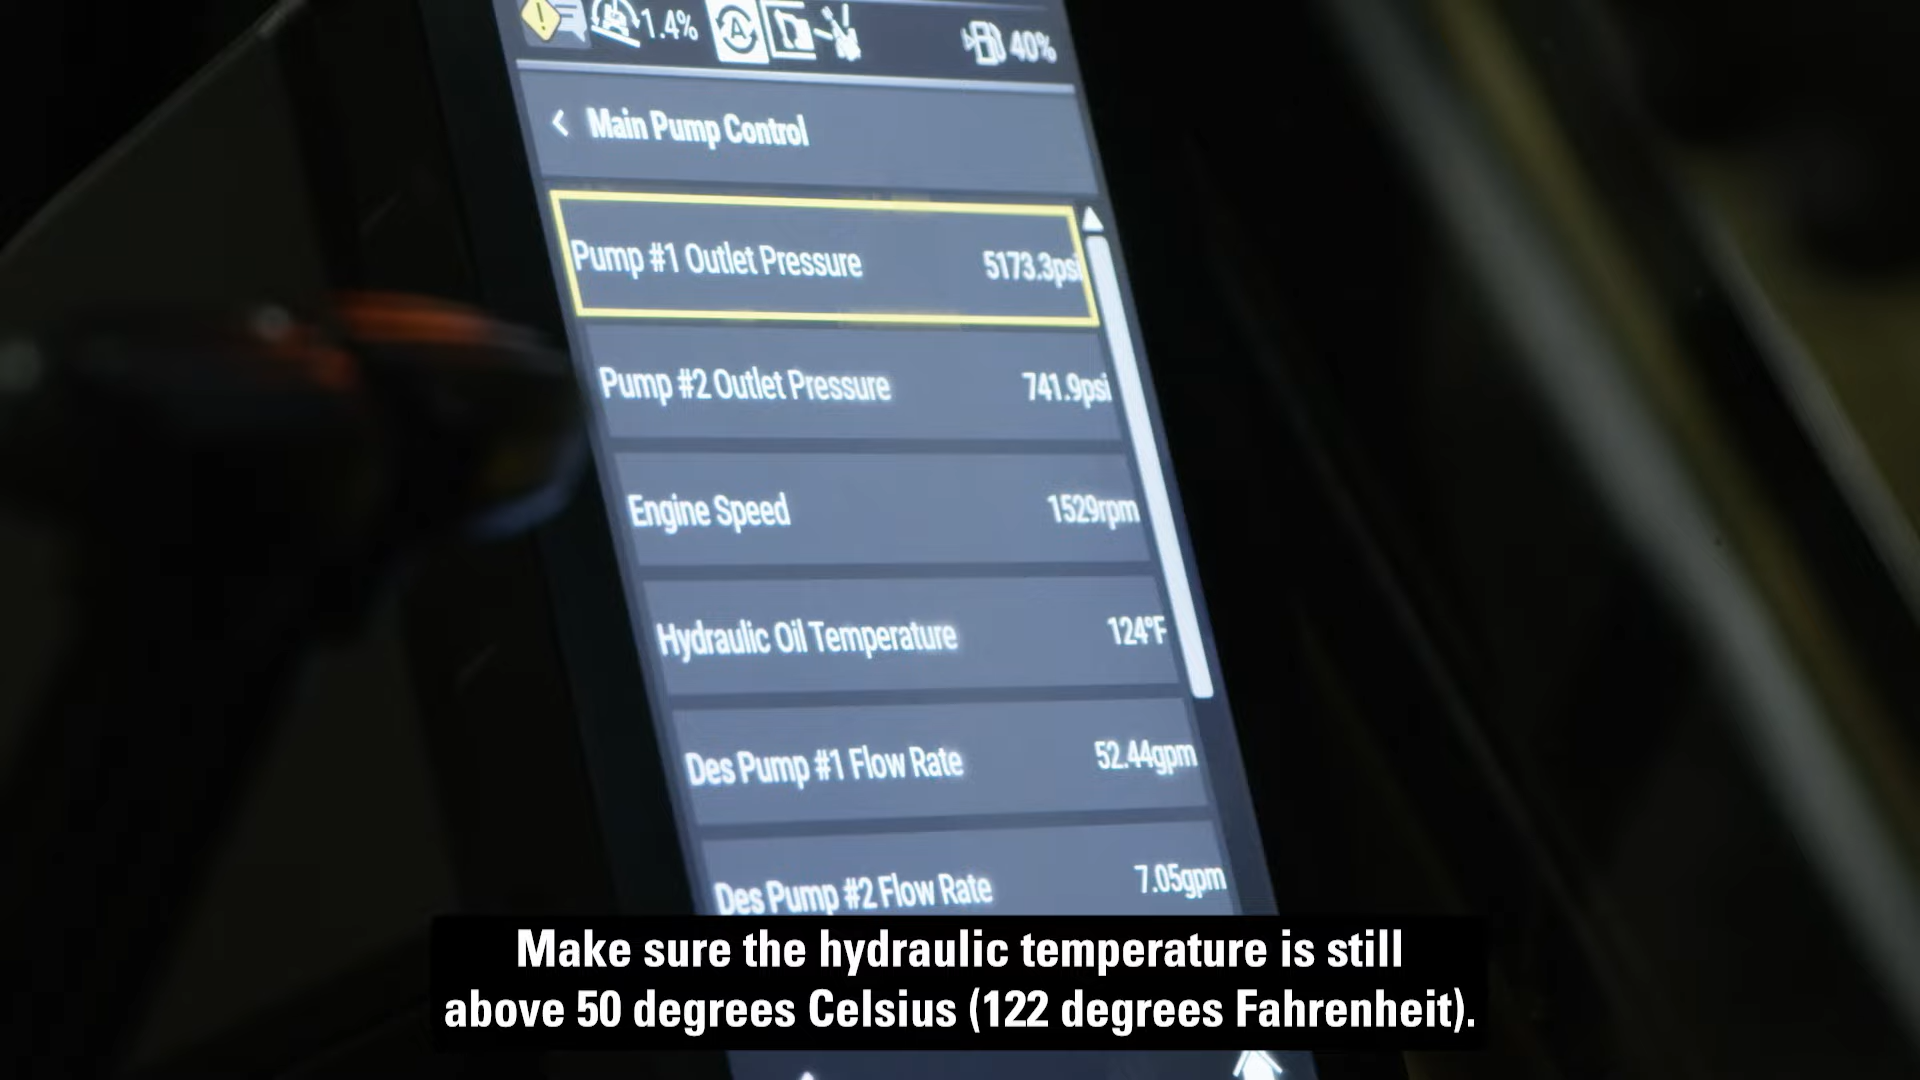 1.4% A 40%
Main Pump Control
Pump #1 Outlet Pressure 5173.3psi
Pump #2 Outlet Pressure 741.9psi
Engine Speed 1529rpm
Hydraulic Oil Temperature 124°F
Des Pump #1 Flow Rate 52.44gpm
Des Pump #2 Flow Rate 7.05gpm
Make sure the hydraulic temperature is still
above 50 degrees Celsius (122 degrees Fahrenheit).